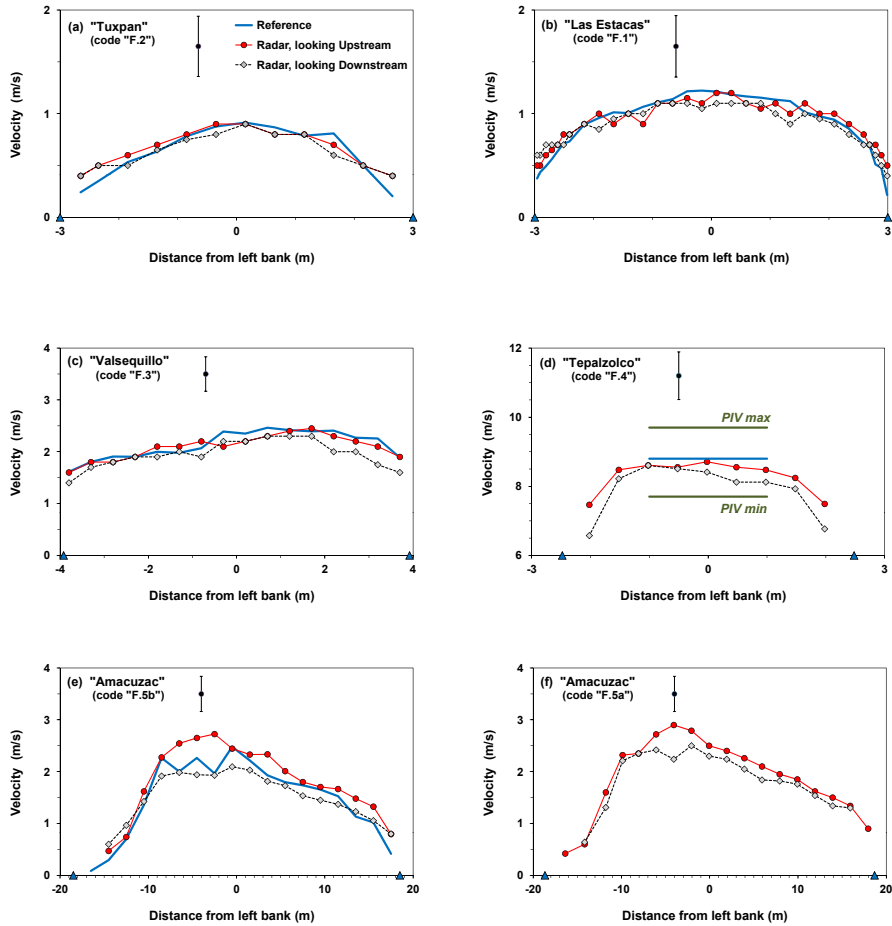 (a) "Tuxpan"
(code "F.2")
Reference
Radar, looking Upstream
Radar, looking Downstream
2
1
0
Velocity (m/s)
-3
0
3
Distance from left bank (m)
(b) "Las Estacas"
(code "F.1")
2
1
0
Velocity (m/s)
-3
0
3
Distance from left bank (m)
(c) "Valsequillo"
(code "F.3")
4
3
2
1
0
Velocity (m/s)
-4
-2
0
2
4
Distance from left bank (m)
(d) "Tepalzolco"
(code "F.4")
PIV max
PIV min
12
10
8
6
Velocity (m/s)
-3
0
3
Distance from left bank (m)
(e) "Amacuzac"
(code "F.5b")
4
3
2
1
0
Velocity (m/s)
-20
-10
0
10
20
Distance from left bank (m)
(f) "Amacuzac"
(code "F.5a")
4
3
2
1
0
Velocity (m/s)
-20
-10
0
10
20
Distance from left bank (m)